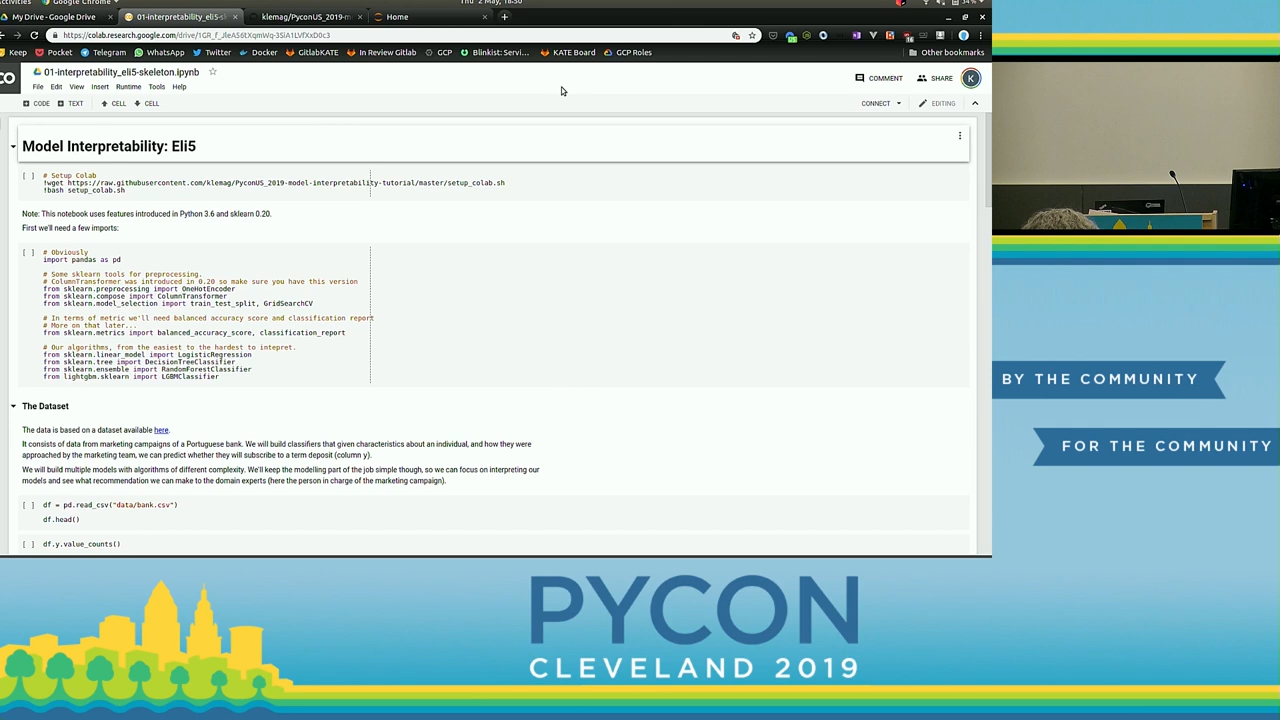 Activities
Google Chrome
Thu 2 May, 18:30
34 %
My Drive - Google Drive
01-interpretability_eli5-s
klemag/PyconUS_2019-m
Home
https://colab.research.google.com/drive/
Keep
Pocket
Telegram
WhatsApp
Twitter
Docker
GitlabKATE
In Review Gitlab
GCP
Blinkist: Servi...
KATE Board
GCP Roles
Other bookmarks
CO
01-interpretability_eli5-skeleton.ipynb
File Edit View Insert Runtime Tools Help
COMMENT
SHARE
K
CODE
TEXT
CELL
CELL
CONNECT
EDITING
Model Interpretability: Eli5
[ ] # Setup Colab
!wget https://raw.githubusercontent.com/klemag/PyconUS_2019-model-interpretability-tutorial/master/setup_colab.sh
!bash setup_colab.sh
Note: This notebook uses features introduced in Python 3.6 and sklearn 0.20.
First we'll need a few imports:
[ ] # Obviously
import pandas as pd
# Some sklearn tools for preprocessing.
# ColumnTransformer was introduced in 0.20 so make sure you have this version
from sklearn.preprocessing import OneHotEncoder
from sklearn.compose import ColumnTransformer
from sklearn.model_selection import train_test_split, GridSearchCV
# In terms of metric we'll need balanced accuracy score and classification report
# More on that later...
from sklearn.metrics import balanced_accuracy_score, classification_report
# Our algorithms, from the easiest to the hardest to intepret.
from sklearn.linear_model import LogisticRegression
from sklearn.tree import DecisionTreeClassifier
from sklearn.ensemble import RandomForestClassifier
from lightgbm.sklearn import LGBMClassifier
The Dataset
The data is based on a dataset available here.
It consists of data from marketing campaigns of a Portuguese bank. We will build classifiers that given characteristics about an individual, and how they were
approached by the marketing team, we can predict whether they will subscribe to a term deposit (column y).
We will build multiple models with algorithms of different complexity. We'll keep the modelling part of the job simple though, so we can focus on interpreting our
models and see what recommendation we can make to the domain experts (here the person in charge of the marketing campaign).
[ ] df = pd.read_csv("data/bank.csv")
df.head()
[ ] df.y.value_counts()
BY THE COMMUNITY
FOR THE COMMUNITY
PYCON
CLEVELAND 2019